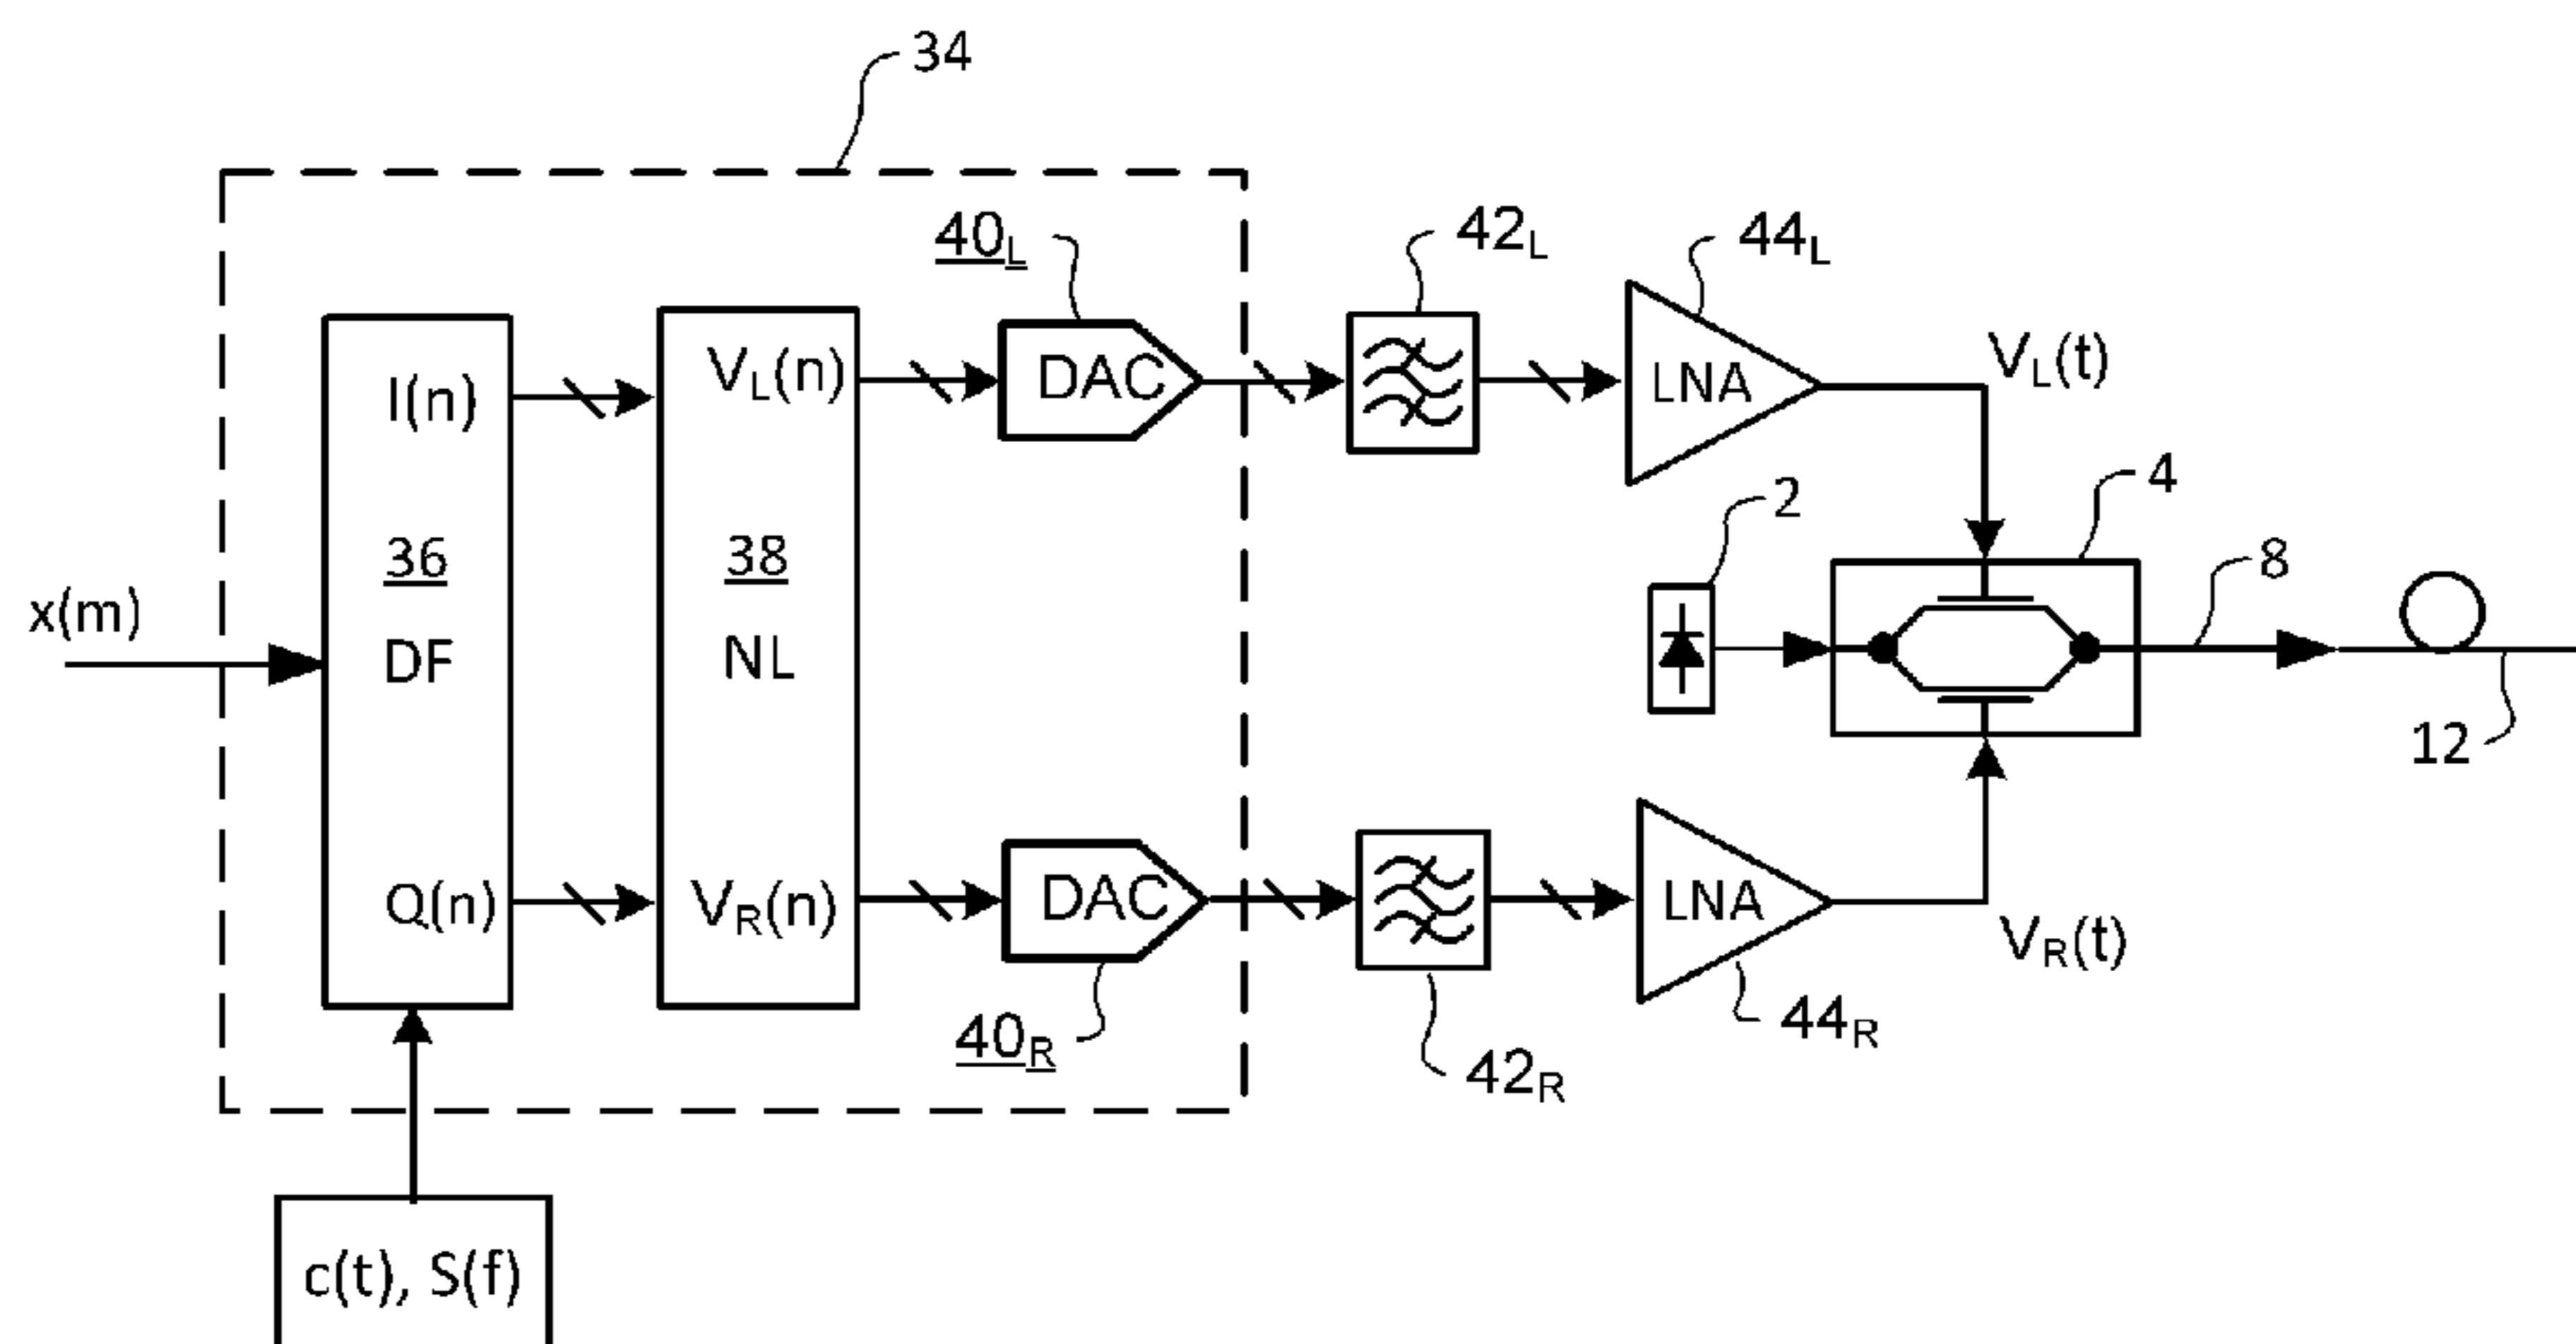 34
40L
42L
44L
I(n)
VL(n)
DAC
LNA
VL(t)
x(m)
36
DF
38
NL
2
4
8
12
Q(n)
VR(n)
DAC
LNA
VR(t)
40R
42R
44R
c(t), S(f)